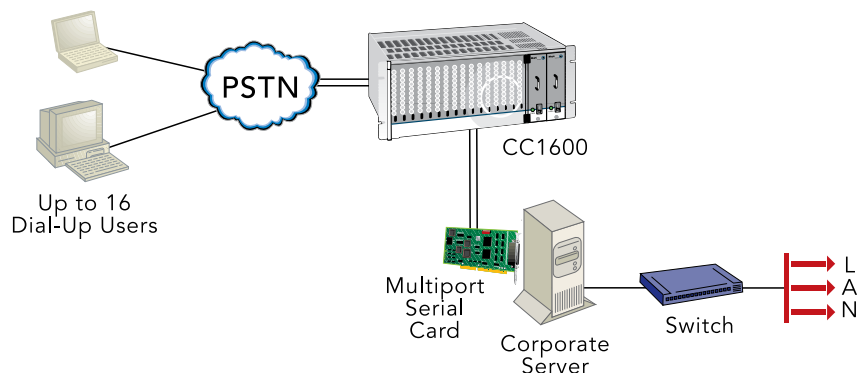 PSTN
CC1600
Up to 16
Dial-Up Users
Multiport
Serial
Card
Corporate
Server
Switch
L
A
N